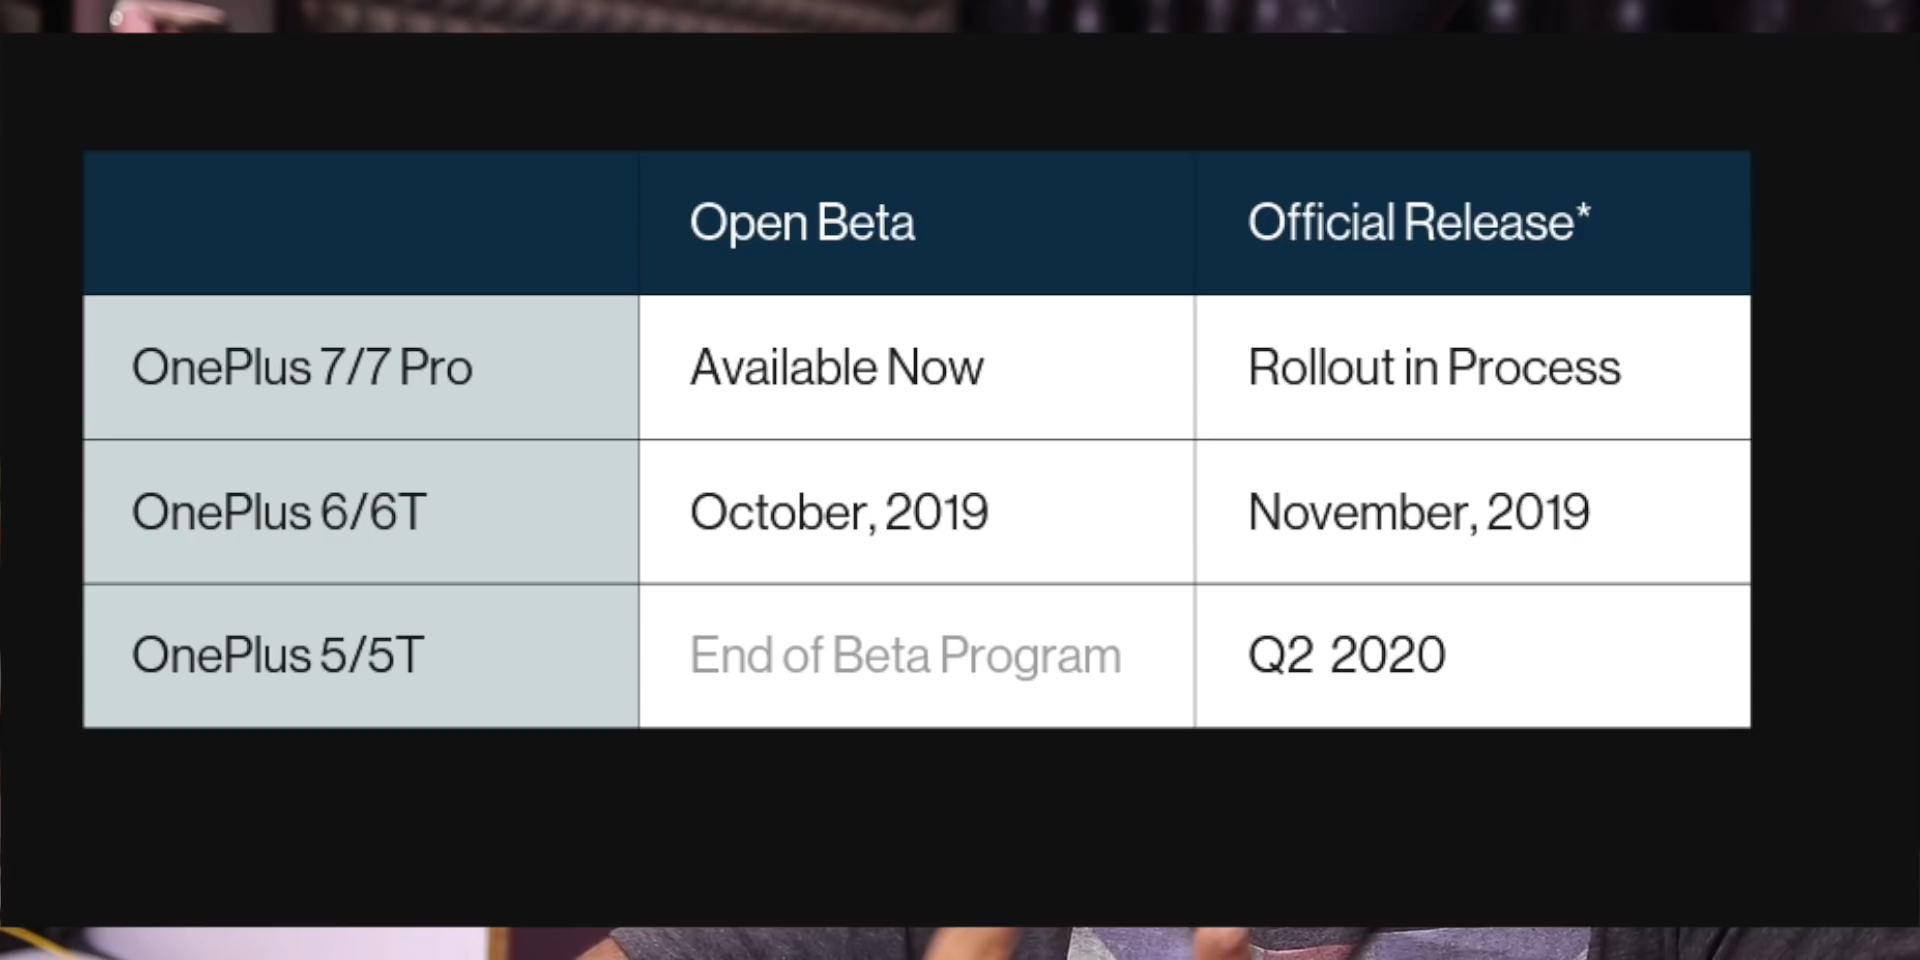 Open Beta Official Release*
OnePlus 7/7 Pro Available Now Rollout in Process
OnePlus 6/6T October, 2019 November, 2019
OnePlus 5/5T End of Beta Program Q2 2020